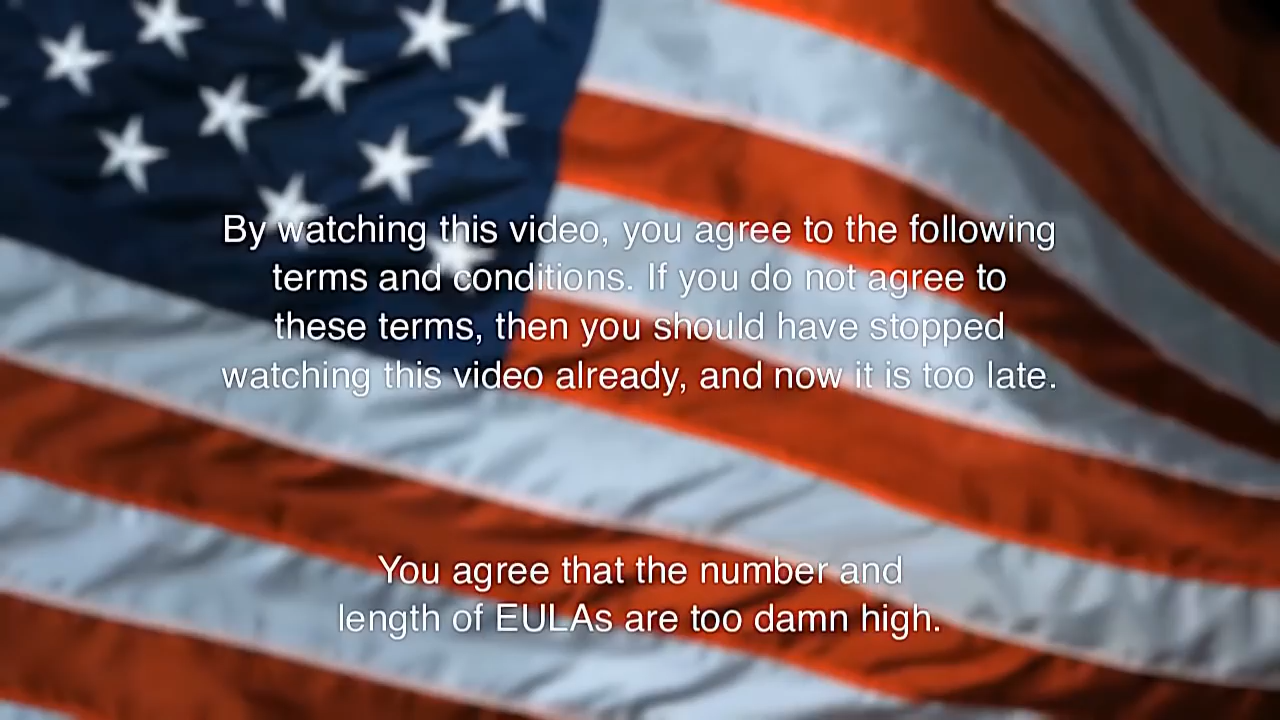 By watching this video, you agree to the following
terms and conditions. If you do not agree to
these terms, then you should have stopped
watching this video already, and now it is too late.
You agree that the number and
length of EULAs are too damn high.